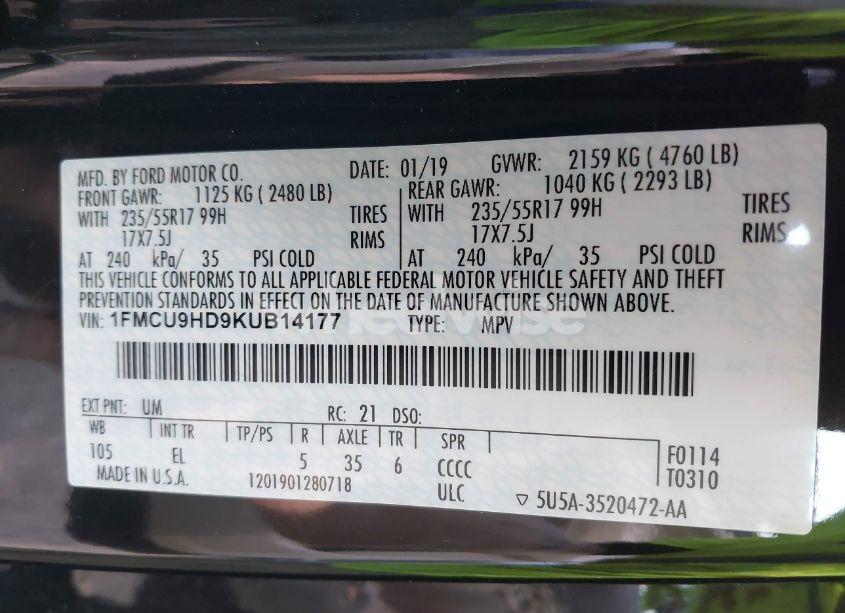 MFD. BY FORD MOTOR CO. DATE: 01/19 GVWR: 2159 KG ( 4760 LB)
FRONT GAWR: 1125 KG ( 2480 LB) REAR GAWR: 1040 KG ( 2293 LB)
WITH 235/55R17 99H TIRES WITH 235/55R17 99H TIRES
17X7.5J RIMS 17X7.5J RIMS
AT 240 kPa/ 35 PSI COLD AT 240 kPa/ 35 PSI COLD
THIS VEHICLE CONFORMS TO ALL APPLICABLE FEDERAL MOTOR VEHICLE SAFETY AND THEFT
PREVENTION STANDARDS IN EFFECT ON THE DATE OF MANUFACTURE SHOWN ABOVE.
VIN: 1FMCU9HD9KUB14177 TYPE: MPV
EXT PNT: UM RC: 21 DSO:
WB INT TR TP/PS R AXLE TR SPR
105 EL 5 35 6 CCCC F0114
MADE IN U.S.A. 1201901280718 ULC T0310
▽ 5U5A-3520472-AA